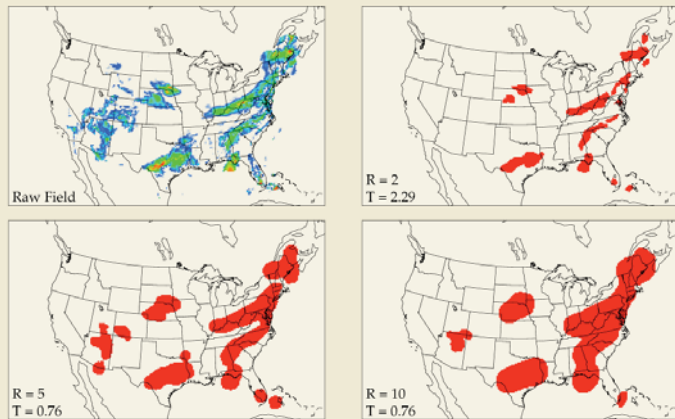 Raw Field
R = 2
T = 2.29
R = 5
T = 0.76
R = 10
T = 0.76